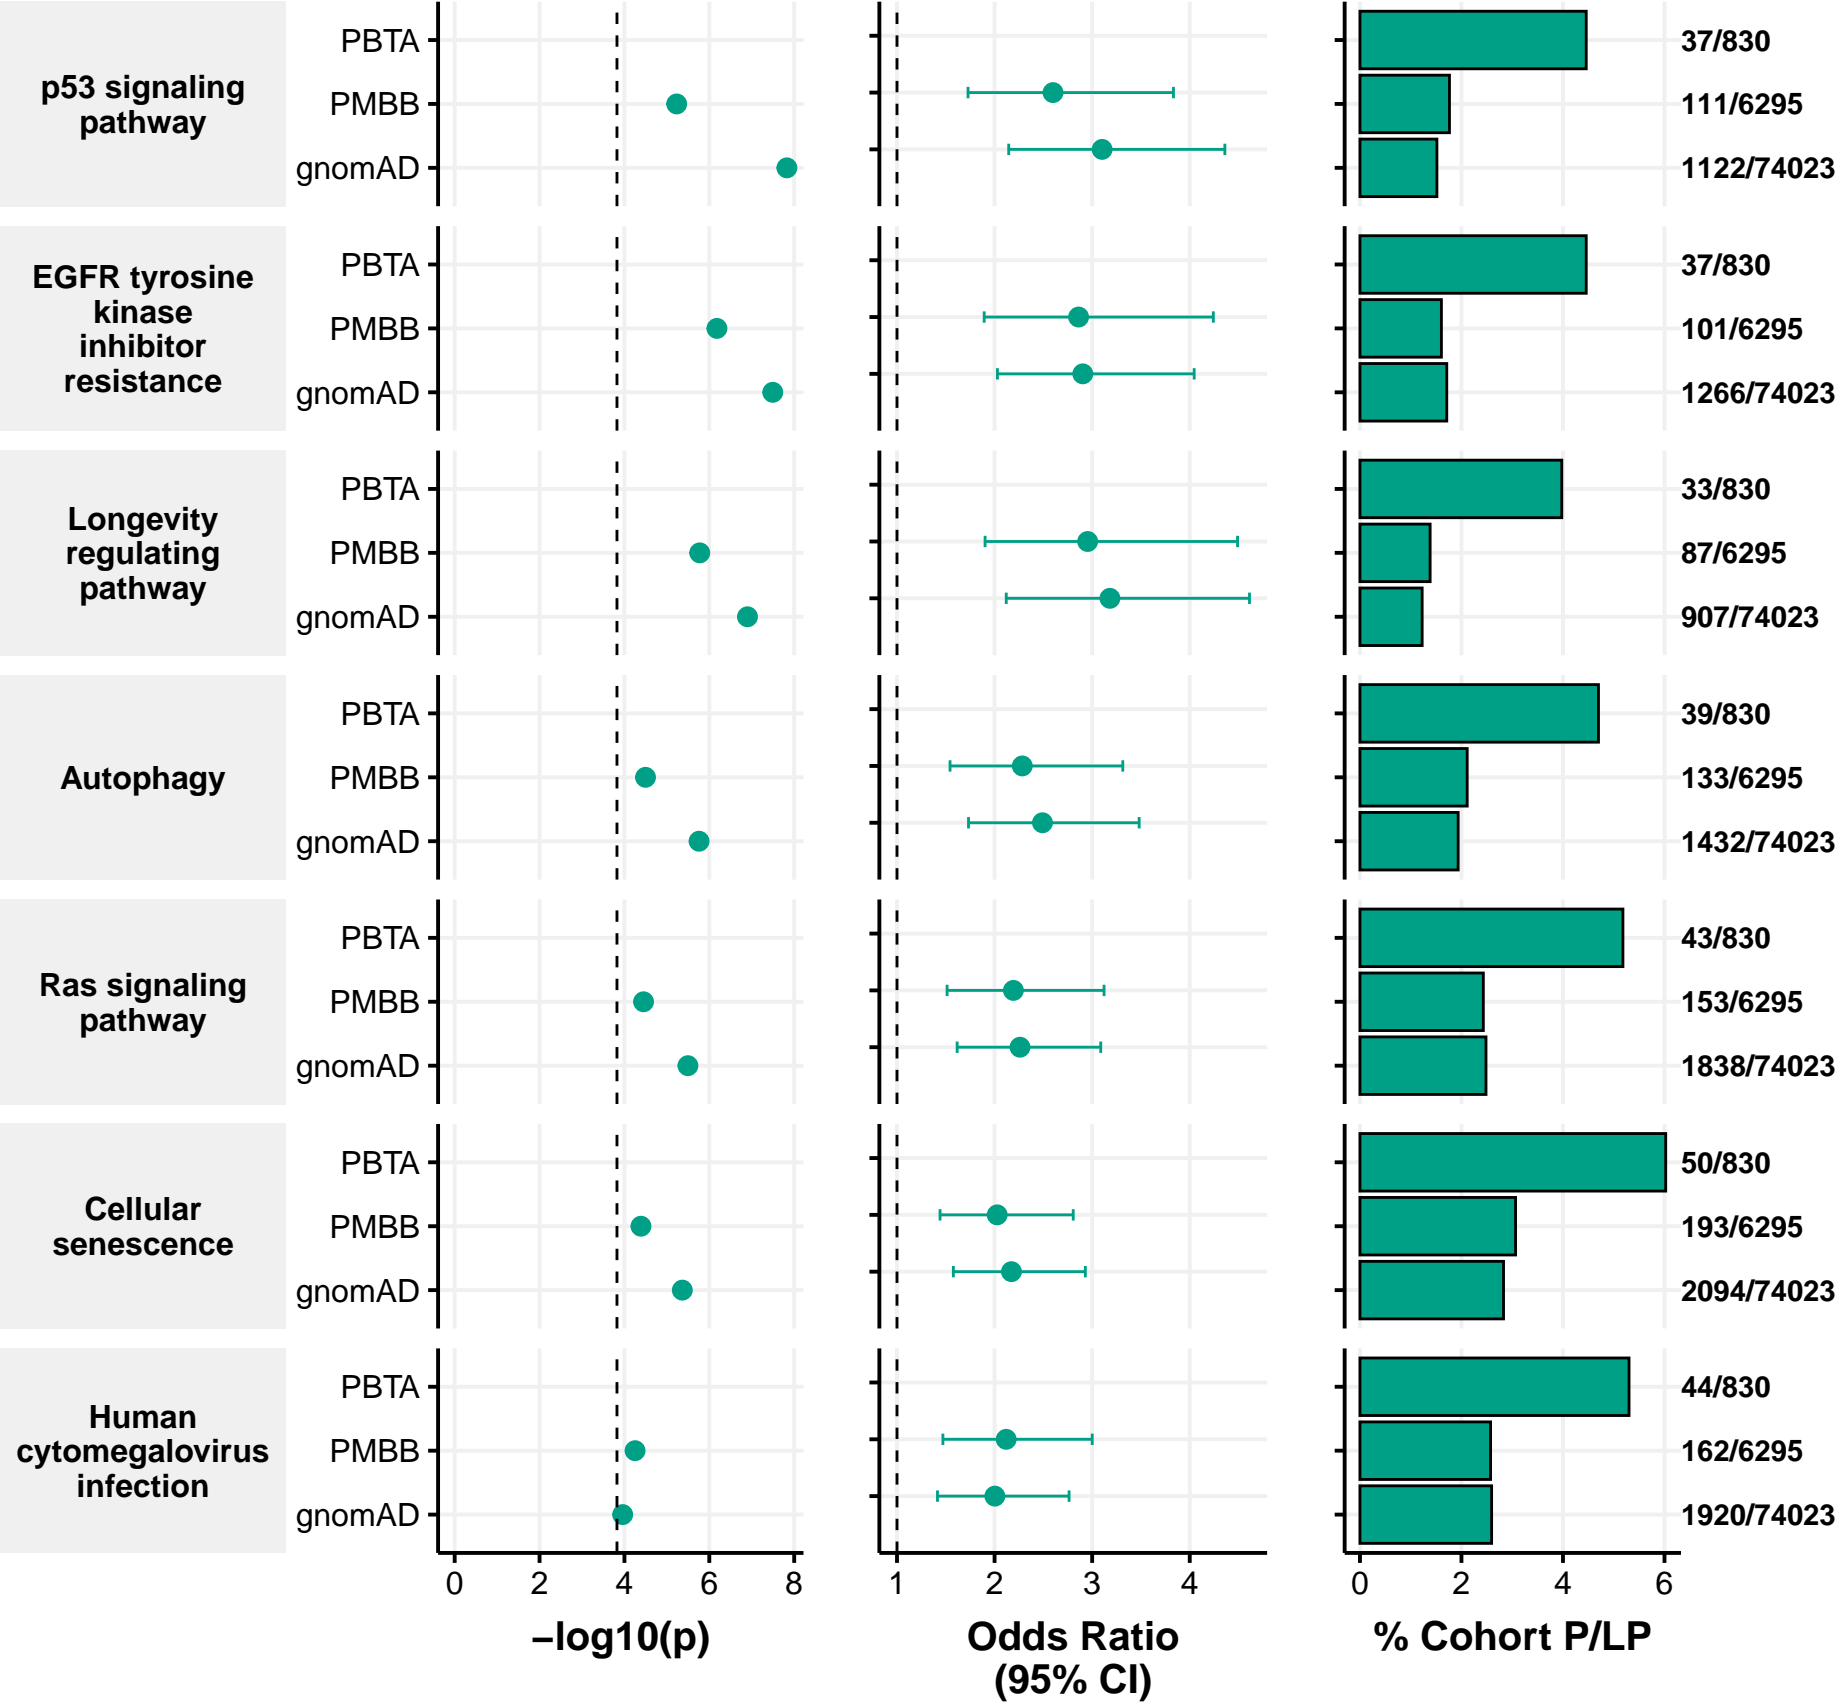 p53 signaling
pathway
PBTA
PMBB
gnomAD
37/830
111/6295
1122/74023
EGFR tyrosine
kinase
inhibitor
resistance
PBTA
PMBB
gnomAD
37/830
101/6295
1266/74023
Longevity
regulating
pathway
PBTA
PMBB
gnomAD
33/830
87/6295
907/74023
Autophagy
PBTA
PMBB
gnomAD
39/830
133/6295
1432/74023
Ras signaling
pathway
PBTA
PMBB
gnomAD
43/830
153/6295
1838/74023
Cellular
senescence
PBTA
PMBB
gnomAD
50/830
193/6295
2094/74023
Human
cytomegalovirus
infection
PBTA
PMBB
gnomAD
44/830
162/6295
1920/74023
0 2 4 6 8
−log10(p)
1 2 3 4
Odds Ratio
(95% CI)
0 2 4 6
% Cohort P/LP